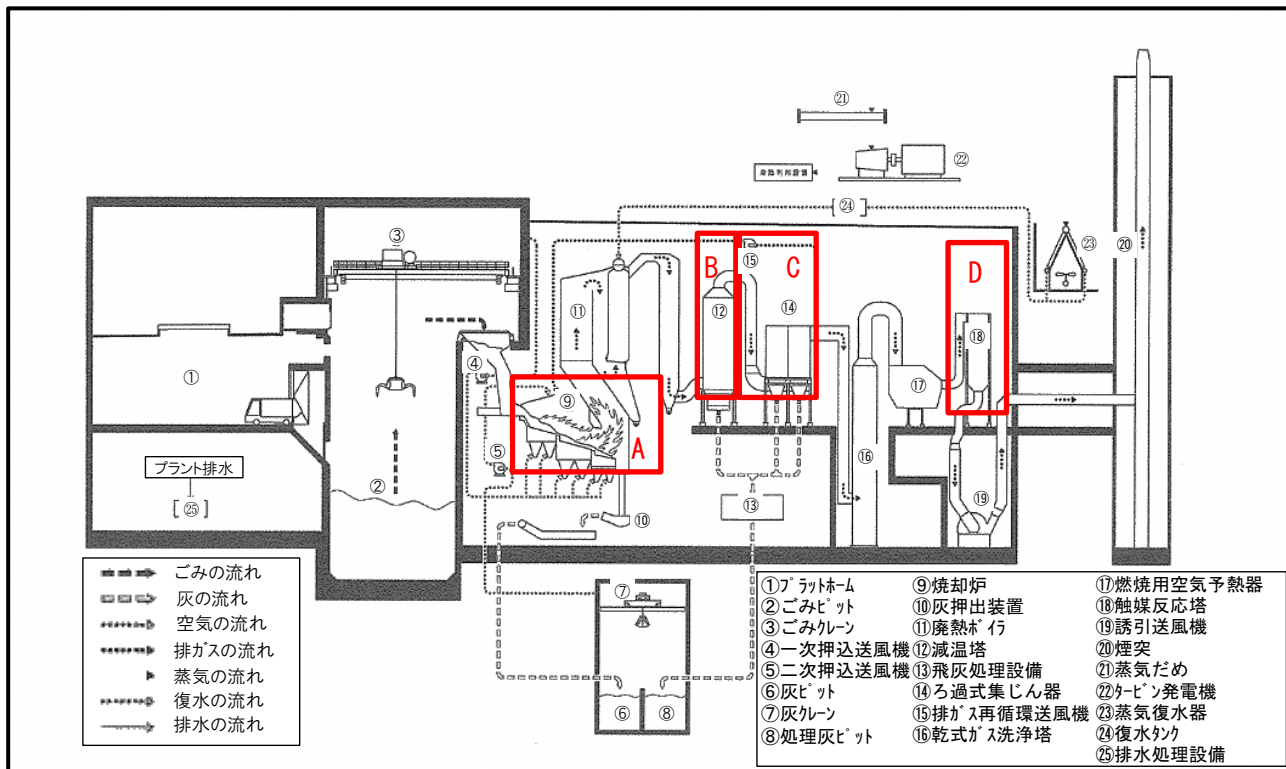 ㉑
㉒
㉔
③
B
⑮
C
D
㉓
⑳
⑪
⑫
⑭
⑱
①
④
⑨
⑰
A
⑤
プラント排水
②
⑯
[㉕]
⑬
⑲
⑩
⑦
⑥
⑧
ごみの流れ
灰の流れ
空気の流れ
排ガスの流れ
蒸気の流れ
復水の流れ
排水の流れ
①プラットホーム
②ごみピット
③ごみクレーン
④一次押込送風機
⑤二次押込送風機
⑥灰ピット
⑦灰クレーン
⑧処理灰ピット
⑨焼却炉
⑩灰押出装置
⑪廃熱ボイラ
⑫減温塔
⑬飛灰処理設備
⑭ろ過式集じん器
⑮排ガス再循環送風機
⑯乾式ガス洗浄塔
⑰燃焼用空気予熱器
⑱触媒反応塔
⑲誘引送風機
⑳煙突
㉑蒸気だめ
㉒タービン発電機
㉓蒸気復水器
㉔復水タンク
㉕排水処理設備